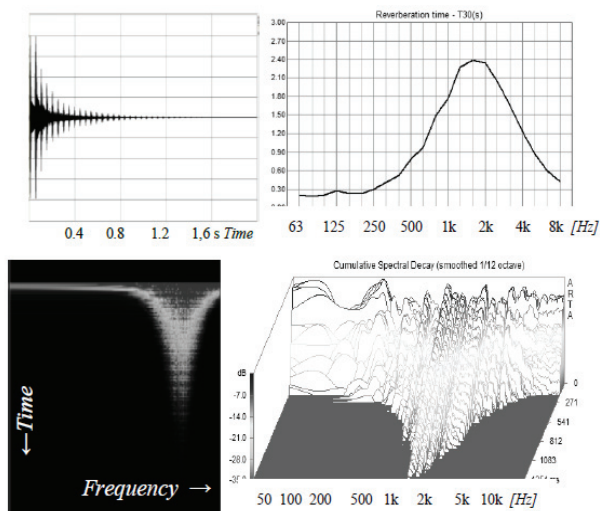 Reverberation time - T30(s)
3.00
2.70
2.40
2.10
1.80
1.50
1.20
0.90
0.60
0.30
0.00
0.4 0.8 1.2 1,6 s Time
63 125 250 500 1k 2k 4k 8k [Hz]
Cumulative Spectral Decay (smoothed 1/12 octave)
A
R
T
A
dB
-7.0
-14.0
-21.0
-28.0
0
271
541
812
1083
←Time
Frequency →
50 100 200 500 1k 2k 5k 10k [Hz]